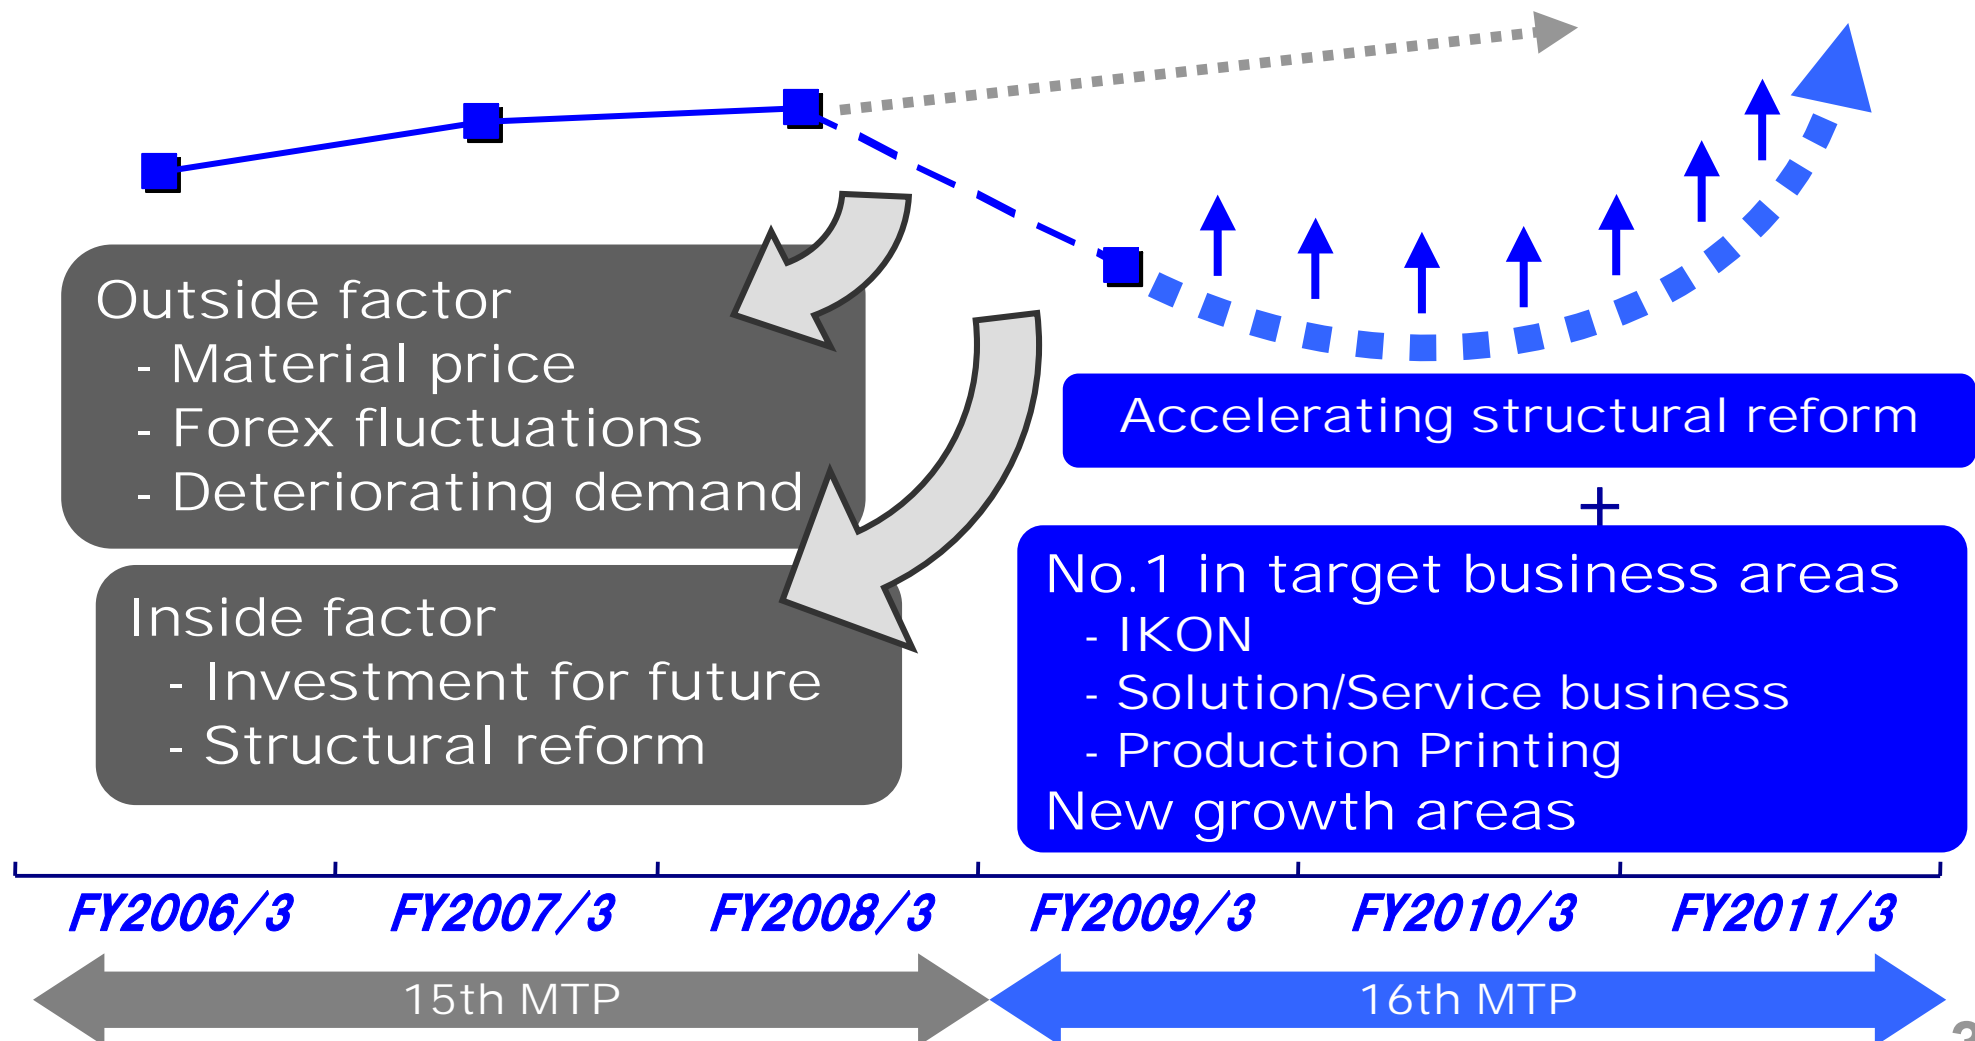 Outside factor
- Material price
- Forex fluctuations
- Deteriorating demand
Inside factor
- Investment for future
- Structural reform
Accelerating structural reform
+
No.1 in target business areas
- IKON
- Solution/Service business
- Production Printing
New growth areas
FY2006/3 FY2007/3 FY2008/3 FY2009/3 FY2010/3 FY2011/3
15th MTP 16th MTP